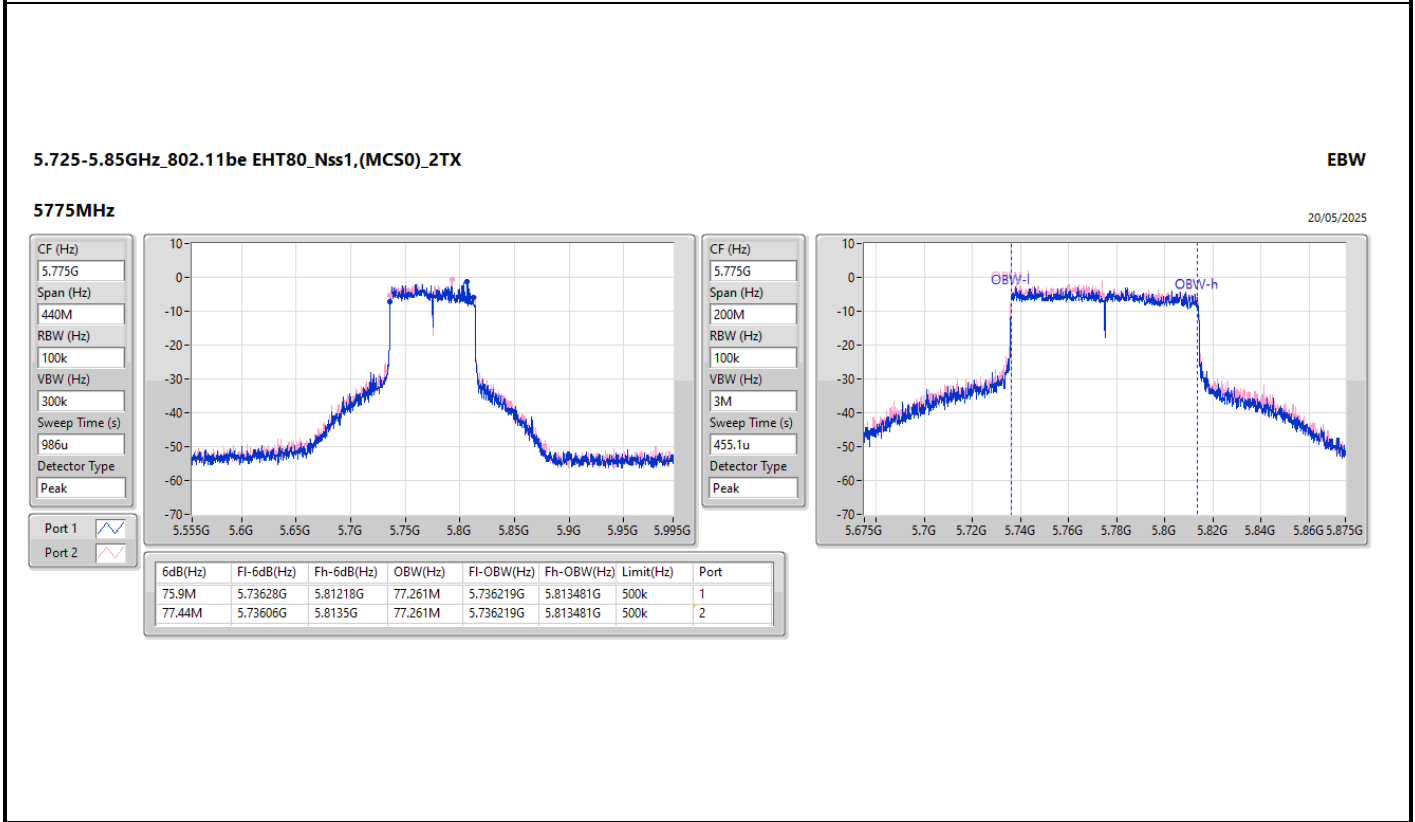 5.725-5.85GHz_802.11be EHT80_Nss1,(MCS0)_2TX
EBW
5775MHz
20/05/2025
CF (Hz)
5.775G
Span (Hz)
440M
RBW (Hz)
100k
VBW (Hz)
300k
Sweep Time (s)
986u
Detector Type
Peak
Port 1
Port 2
10
0
-10
-20
-30
-40
-50
-60
-70
5.555G 5.6G 5.65G 5.7G 5.75G 5.8G 5.85G 5.9G 5.95G 5.995G
CF (Hz)
5.775G
Span (Hz)
200M
RBW (Hz)
100k
VBW (Hz)
3M
Sweep Time (s)
455.1u
Detector Type
Peak
10
0
-10
-20
-30
-40
-50
-60
-70
OBW-l
OBW-h
5.675G 5.7G 5.72G 5.74G 5.76G 5.78G 5.8G 5.82G 5.84G 5.86G 5.875G
6dB(Hz) Fl-6dB(Hz) Fh-6dB(Hz) OBW(Hz) Fl-OBW(Hz) Fh-OBW(Hz) Limit(Hz) Port
75.9M 5.73628G 5.81218G 77.261M 5.736219G 5.813481G 500k 1
77.44M 5.73606G 5.8135G 77.261M 5.736219G 5.813481G 500k 2